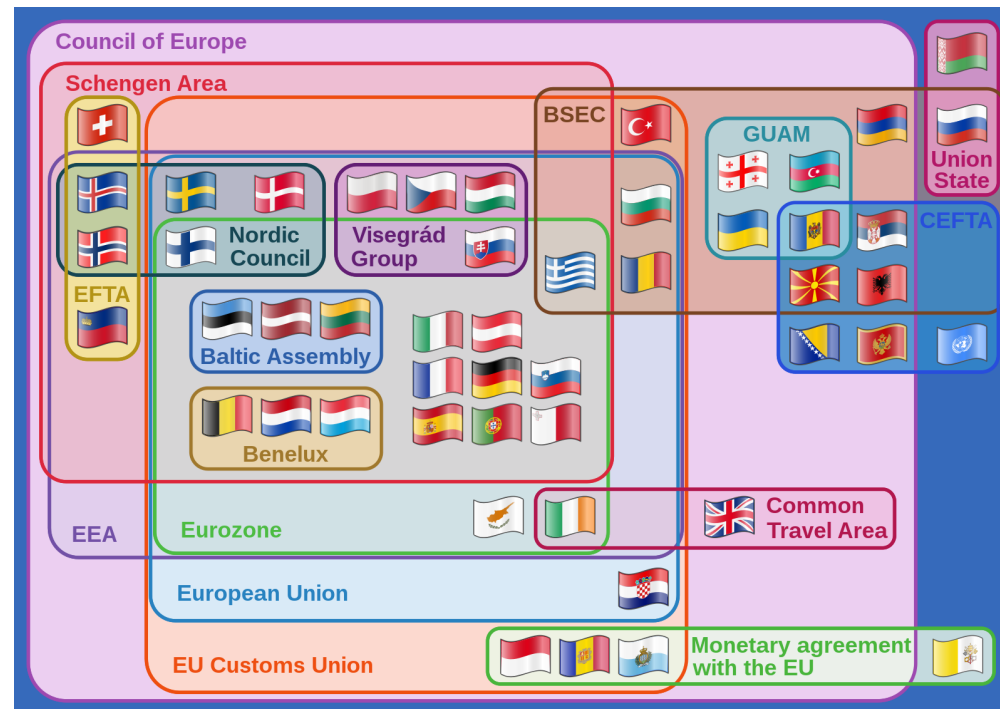 Council of Europe
Schengen Area
BSEC
GUAM
Union
State
CEFTA
Nordic
Council
Visegrád
Group
EFTA
Baltic Assembly
Benelux
Common
Travel Area
EEA
Eurozone
European Union
EU Customs Union
Monetary agreement
with the EU